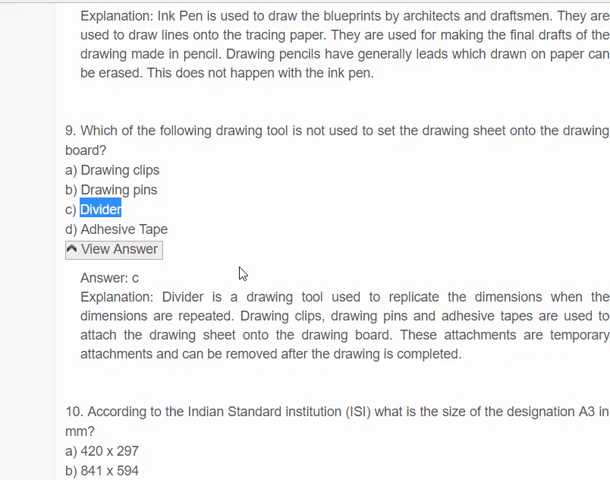 Explanation: Ink Pen is used to draw the blueprints by architects and draftsmen. They are
used to draw lines onto the tracing paper. They are used for making the final drafts of the
drawing made in pencil. Drawing pencils have generally leads which drawn on paper can
be erased. This does not happen with the ink pen.
9. Which of the following drawing tool is not used to set the drawing sheet onto the drawing
board?
a) Drawing clips
b) Drawing pins
c) Divider
d) Adhesive Tape
View Answer
Answer: c
Explanation: Divider is a drawing tool used to replicate the dimensions when the
dimensions are repeated. Drawing clips, drawing pins and adhesive tapes are used to
attach the drawing sheet onto the drawing board. These attachments are temporary
attachments and can be removed after the drawing is completed.
10. According to the Indian Standard institution (ISI) what is the size of the designation A3 in
mm?
a) 420 x 297
b) 841 x 594